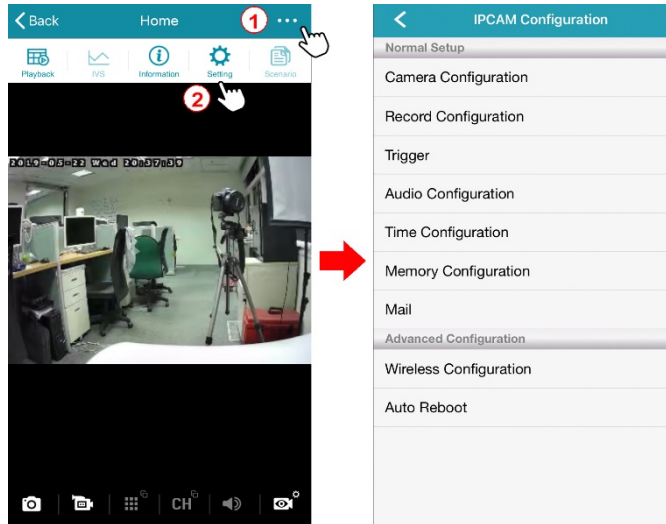 Back
Home
1
Playback
IVS
Information
Setting
Scenario
2
2019-05-22 Wed 20:37:39
CH
IPCAM Configuration
Normal Setup
Camera Configuration
Record Configuration
Trigger
Audio Configuration
Time Configuration
Memory Configuration
Mail
Advanced Configuration
Wireless Configuration
Auto Reboot